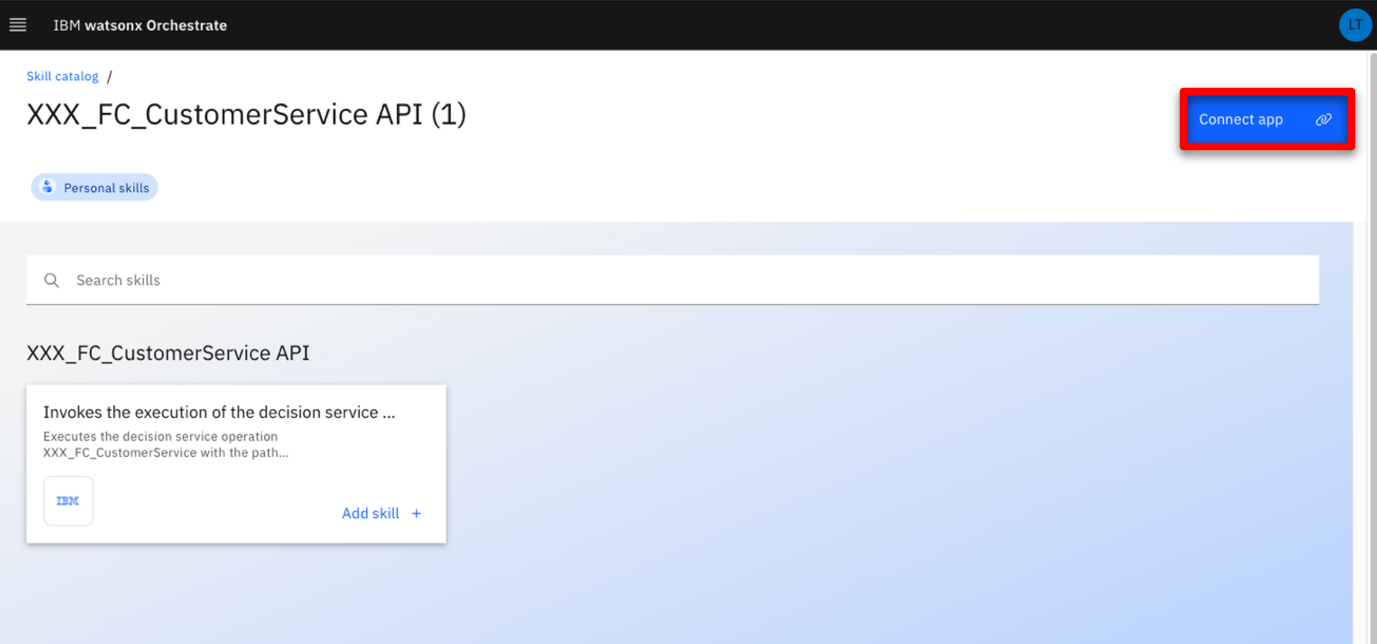 IBM watsonx Orchestrate
LT
Skill catalog /
XXX_FC_CustomerService API (1)
Connect app
Personal skills
Search skills
XXX_FC_CustomerService API
Invokes the execution of the decision service ...
Executes the decision service operation
XXX_FC_CustomerService with the path...
IBM
Add skill +